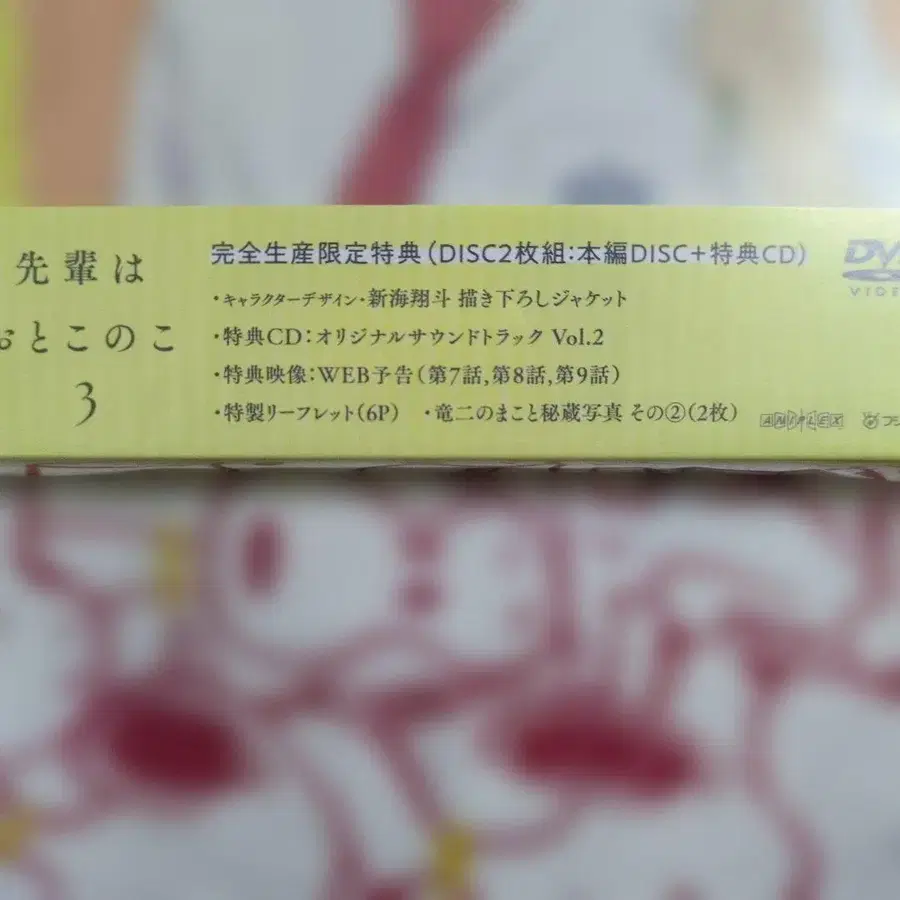 先輩は
おとこのこ
3
完全生産限定特典(DISC2枚組:本編DISC+特典CD)
・キャラクターデザイン・新海翔斗 描き下ろしジャケット
・特典CD:オリジナルサウンドトラック Vol.2
・特典映像:WEB予告(第7話,第8話,第9話)
・特製リーフレット(6P) ・竜二のまこと秘蔵写真 その②(2枚)
VIDE
ANIPLEX
フジ